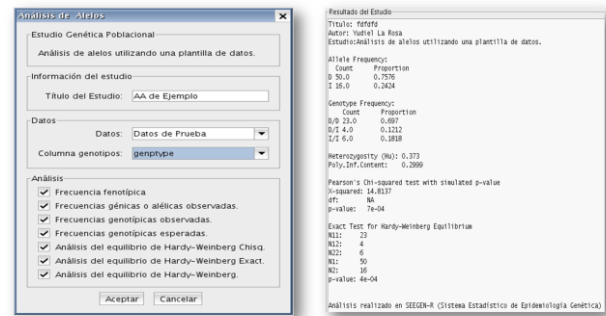 Análisis de Alelos
Estudio Genética Poblacional
Análisis de alelos utilizando una plantilla de datos.
Información del estudio
Título del Estudio: AA de Ejemplo
Datos
Datos: Datos de Prueba
Columna genotipos: genptype
Análisis
Frecuencia fenotípica
Frecuencias génicas o alélicas observadas.
Frecuencias genotípicas observadas.
Frecuencias genotípicas esperadas.
Análisis del equilibrio de Hardy-Weinberg Chisq.
Análisis del equilibrio de Hardy-Weinberg Exact.
Análisis del equilibrio de Hardy-Weinberg.
Aceptar Cancelar
Resultado del Estudio
Titulo: fdfdfd
Autor: Yudiel La Rosa
Estudio:Análisis de alelos utilizando una plantilla de datos.
Allele Frequency:
Count Proportion
D 50.0 0.7576
I 16.0 0.2424
Genotype Frequency:
Count Proportion
D/D 23.0 0.697
D/I 4.0 0.1212
I/I 6.0 0.1818
Heterozygosity (Hu): 0.373
Poly.Inf.Content: 0.2999
Pearson's Chi-squared test with simulated p-value
X-squared: 14.8137
df: NA
p-value: 7e-04
Exact Test for Hardy-Weinberg Equilibrium
N11: 23
N12: 4
N22: 6
N1: 50
N2: 16
p-value: 4e-04
Análisis realizado en SEEGEN-R (Sistema Estadístico de Epidemiología Genética)